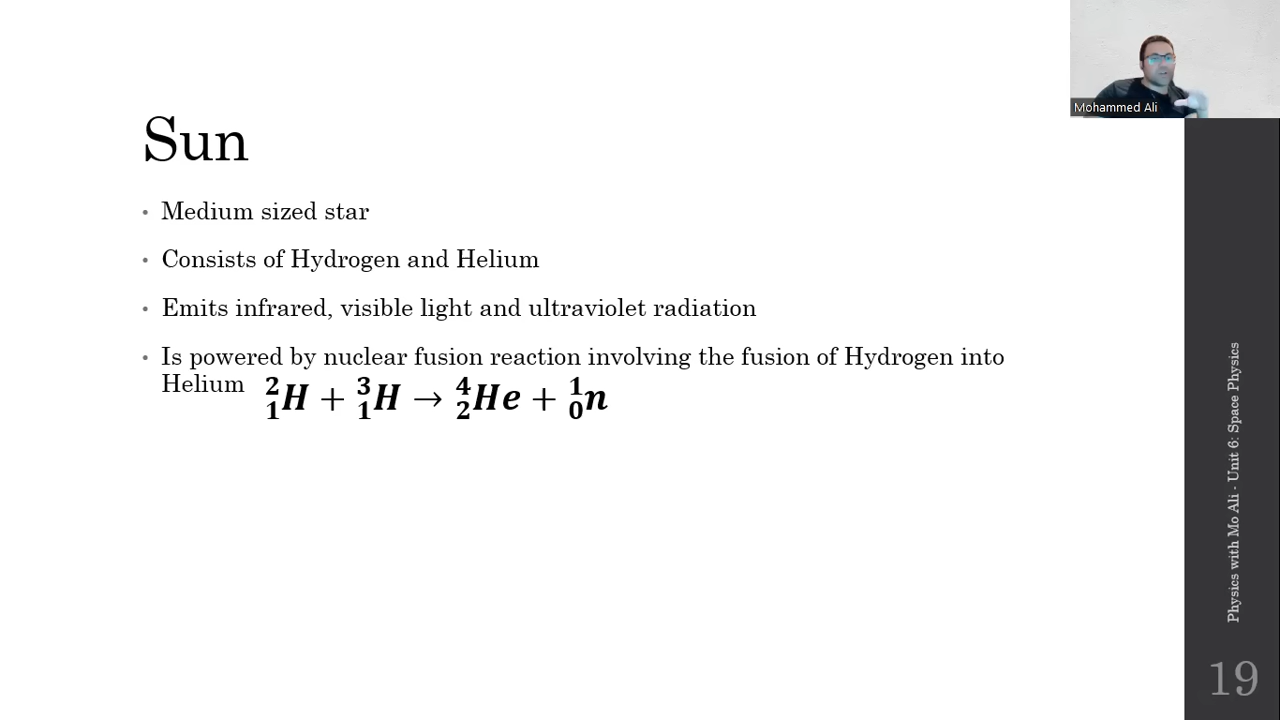 Mohammed Ali
Sun
• Medium sized star
• Consists of Hydrogen and Helium
• Emits infrared, visible light and ultraviolet radiation
• Is powered by nuclear fusion reaction involving the fusion of Hydrogen into
Helium ²₁H + ³₁H → ⁴₂He + ¹₀n
Physics with Mo Ali - Unit 6: Space Physics
19